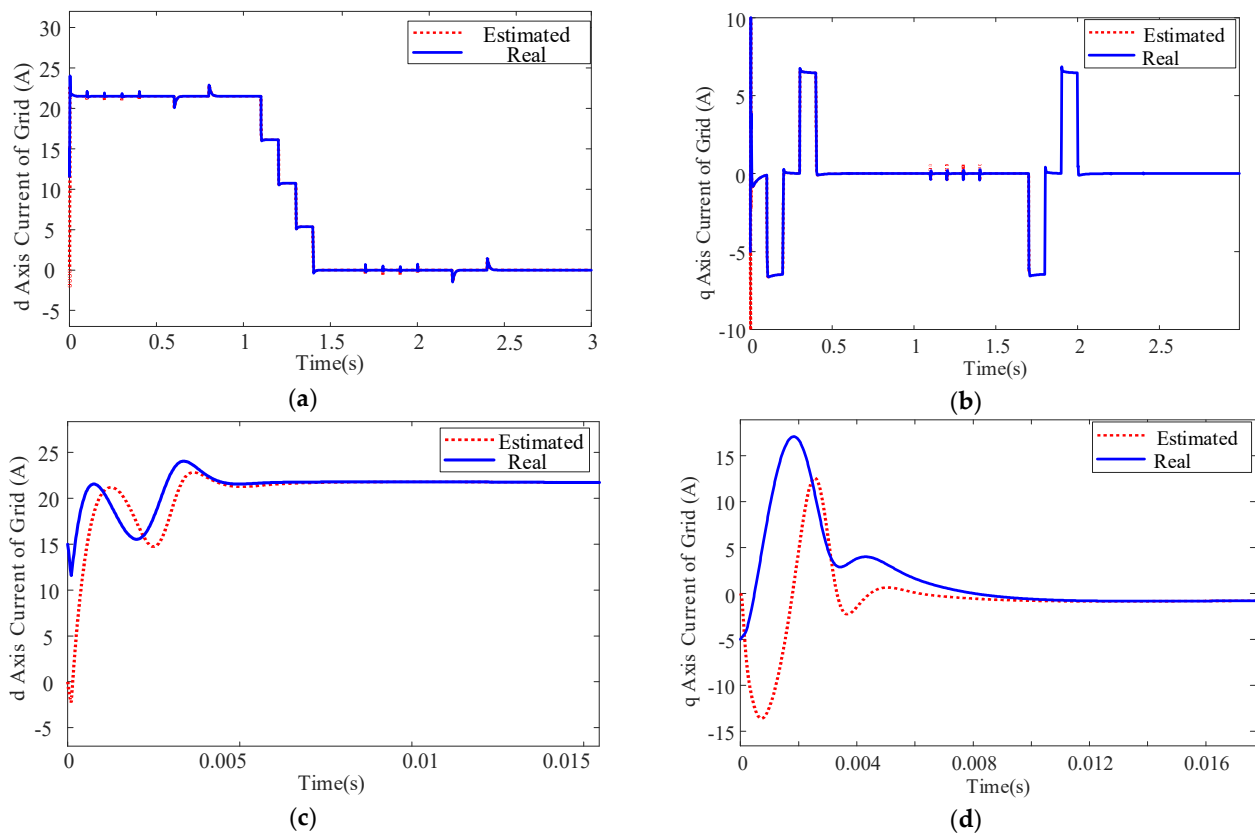 30
25
20
15
10
5
0
-5
d Axis Current of Grid (A)
Estimated
Real
0 0.5 1 1.5 2 2.5 3
Time(s)
(a)
10
5
0
-5
-10
q Axis Current of Grid (A)
Estimated
Real
0 0.5 1 1.5 2 2.5
Time(s)
(b)
25
20
15
10
5
0
-5
d Axis Current of Grid (A)
Estimated
Real
0 0.005 0.01 0.015
Time(s)
(c)
15
10
5
0
-5
-10
-15
q Axis Current of Grid (A)
Estimated
Real
0 0.004 0.008 0.012 0.016
Time(s)
(d)